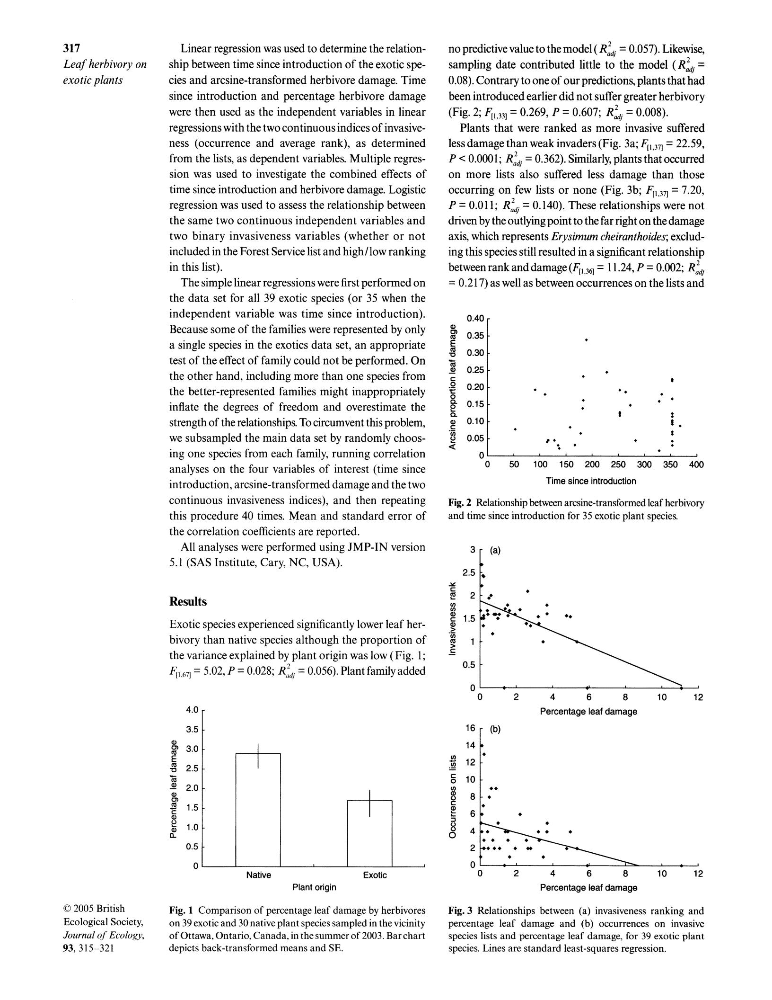 317
Leaf herbivory on
exotic plants
Linear regression was used to determine the relation-
ship between time since introduction of the exotic spe-
cies and arcsine-transformed herbivore damage. Time
since introduction and percentage herbivore damage
were then used as the independent variables in linear
regressions with the two continuous indices of invasive-
ness (occurrence and average rank), as determined
from the lists, as dependent variables. Multiple regres-
sion was used to investigate the combined effects of
time since introduction and herbivore damage. Logistic
regression was used to assess the relationship between
the same two continuous independent variables and
two binary invasiveness variables (whether or not
included in the Forest Service list and high/low ranking
in this list).
The simple linear regressions were first performed on
the data set for all 39 exotic species (or 35 when the
independent variable was time since introduction).
Because some of the families were represented by only
a single species in the exotics data set, an appropriate
test of the effect of family could not be performed. On
the other hand, including more than one species from
the better-represented families might inappropriately
inflate the degrees of freedom and overestimate the
strength of the relationships. To circumvent this problem,
we subsampled the main data set by randomly choos-
ing one species from each family, running correlation
analyses on the four variables of interest (time since
introduction, arcsine-transformed damage and the two
continuous invasiveness indices), and then repeating
this procedure 40 times. Mean and standard error of
the correlation coefficients are reported.
All analyses were performed using JMP-IN version
5.1 (SAS Institute, Cary, NC, USA).
Results
Exotic species experienced significantly lower leaf her-
bivory than native species although the proportion of
the variance explained by plant origin was low (Fig. 1;
F[1,67] = 5.02, P = 0.028; R²adj. = 0.056). Plant family added
4.0
3.5
3.0
2.5
2.0
1.5
1.0
0.5
0
Percentage leaf damage
Native Exotic
Plant origin
Fig. 1 Comparison of percentage leaf damage by herbivores
on 39 exotic and 30 native plant species sampled in the vicinity
of Ottawa, Ontario, Canada, in the summer of 2003. Bar chart
depicts back-transformed means and SE.
no predictive value to the model (R²adj. = 0.057). Likewise,
sampling date contributed little to the model (R²adj. =
0.08). Contrary to one of our predictions, plants that had
been introduced earlier did not suffer greater herbivory
(Fig. 2; F[1,33] = 0.269, P = 0.607; R²adj. = 0.008).
Plants that were ranked as more invasive suffered
less damage than weak invaders (Fig. 3a; F[1,37] = 22.59,
P < 0.0001; R²adj. = 0.362). Similarly, plants that occurred
on more lists also suffered less damage than those
occurring on few lists or none (Fig. 3b; F[1,37] = 7.20,
P = 0.011; R²adj. = 0.140). These relationships were not
driven by the outlying point to the far right on the damage
axis, which represents Erysimum cheiranthoides; exclud-
ing this species still resulted in a significant relationship
between rank and damage (F[1,36] = 11.24, P = 0.002; R²adj.
= 0.217) as well as between occurrences on the lists and
0.40
0.35
0.30
0.25
0.20
0.15
0.10
0.05
0
Arcsine proportion leaf damage
0 50 100 150 200 250 300 350 400
Time since introduction
Fig. 2 Relationship between arcsine-transformed leaf herbivory
and time since introduction for 35 exotic plant species.
(a)
3
2.5
2
1.5
1
0.5
0
Invasiveness rank
0 2 4 6 8 10 12
Percentage leaf damage
(b)
16
14
12
10
8
6
4
2
0
Occurrences on lists
0 2 4 6 8 10 12
Percentage leaf damage
Fig. 3 Relationships between (a) invasiveness ranking and
percentage leaf damage and (b) occurrences on invasive
species lists and percentage leaf damage, for 39 exotic plant
species. Lines are standard least-squares regression.
© 2005 British
Ecological Society,
Journal of Ecology,
93, 315–321